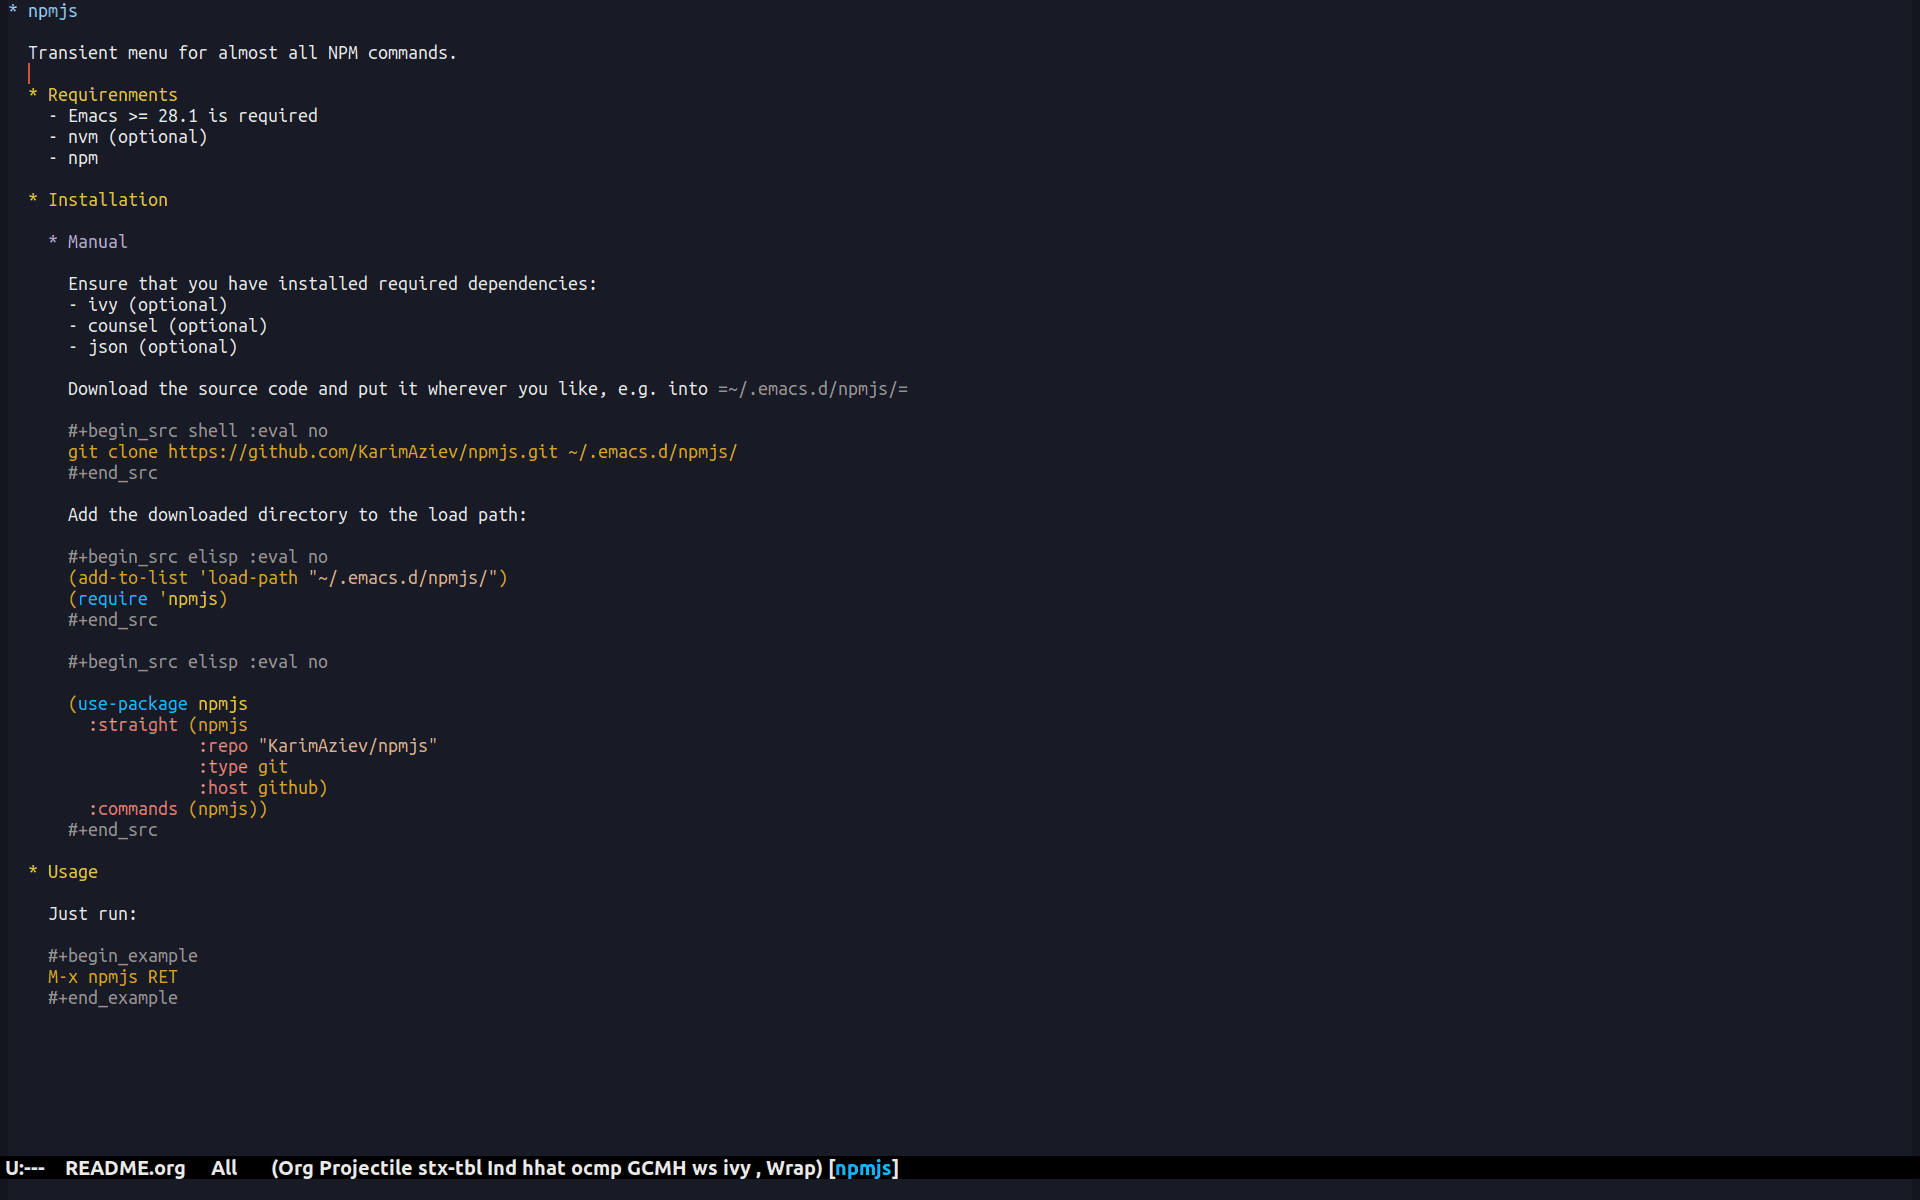 * npmjs
Transient menu for almost all NPM commands.
* Requirenments
- Emacs >= 28.1 is required
- nvm (optional)
- npm
* Installation
* Manual
Ensure that you have installed required dependencies:
- ivy (optional)
- counsel (optional)
- json (optional)
Download the source code and put it wherever you like, e.g. into =~/.emacs.d/npmjs/=
#+begin_src shell :eval no
git clone https://github.com/KarimAziev/npmjs.git ~/.emacs.d/npmjs/
#+end_src
Add the downloaded directory to the load path:
#+begin_src elisp :eval no
(add-to-list 'load-path "~/.emacs.d/npmjs/")
(require 'npmjs)
#+end_src
#+begin_src elisp :eval no
(use-package npmjs
:straight (npmjs
:repo "KarimAziev/npmjs"
:type git
:host github)
:commands (npmjs))
#+end_src
* Usage
Just run:
#+begin_example
M-x npmjs RET
#+end_example
U:--- README.org All (Org Projectile stx-tbl Ind hhat ocmp GCMH ws ivy , Wrap) [npmjs]